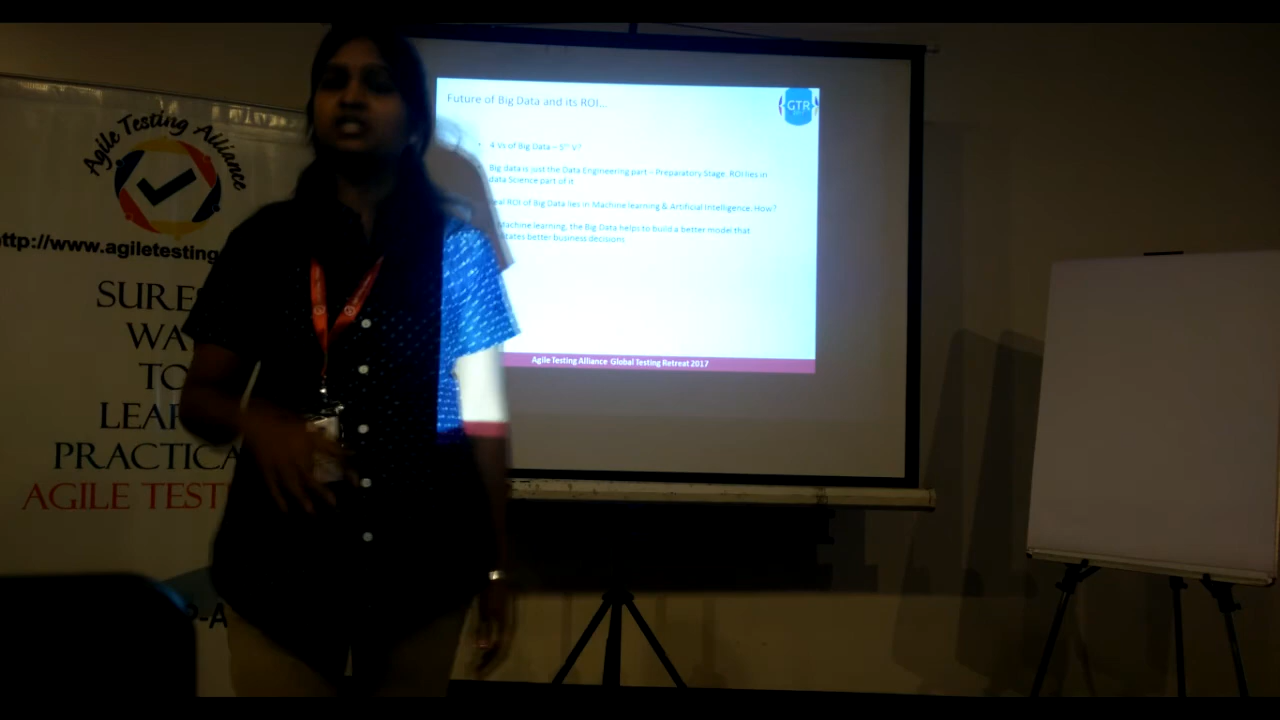 Agile Testing Alliance
http://www.agiletesting
SURES
WA
TO
LEAR
PRACTICA
AGILE TEST
P-A
Future of Big Data and its ROI...
GTR
4 Vs of Big Data – 5th V?
Big data is just the Data Engineering part – Preparatory Stage. ROI lies in
data Science part of it
eal ROI of Big Data lies in Machine learning & Artificial Intelligence. How?
Machine learning, the Big Data helps to build a better model that
tates better business decisions
Agile Testing Alliance Global Testing Retreat 2017